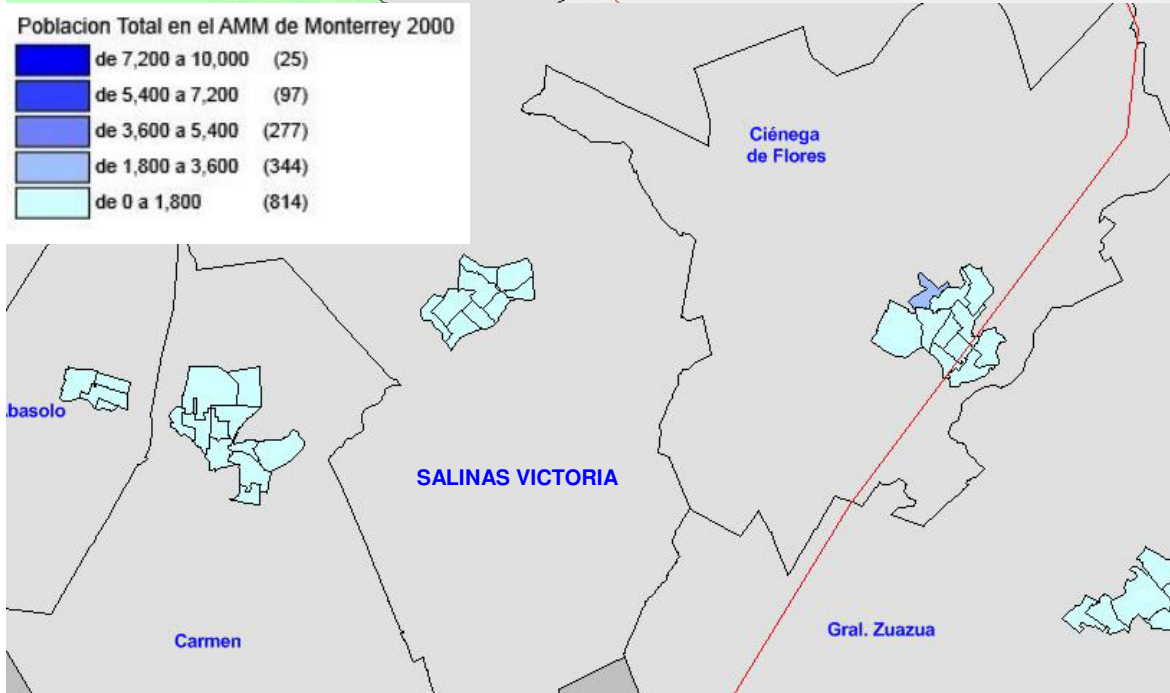 Poblacion Total en el AMM de Monterrey 2000
de 7,200 a 10,000 (25)
de 5,400 a 7,200 (97)
de 3,600 a 5,400 (277)
de 1,800 a 3,600 (344)
de 0 a 1,800 (814)
Ciénega
de Flores
basolo
SALINAS VICTORIA
Carmen
Gral. Zuazua